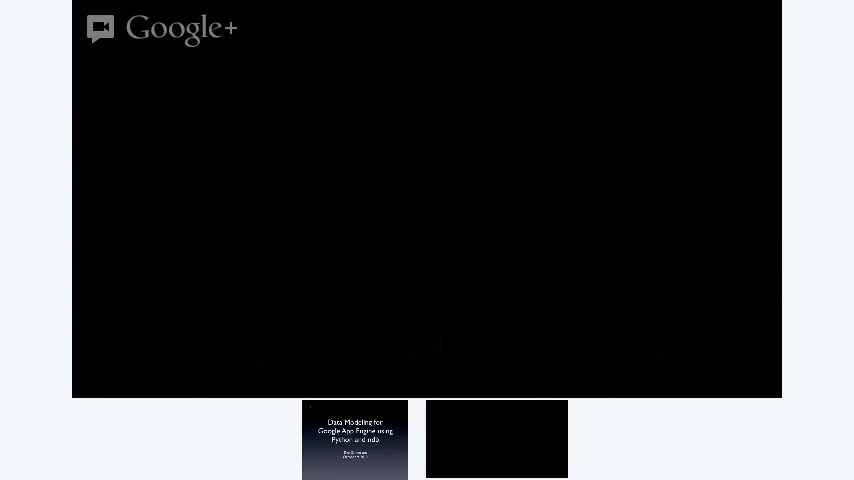 Google+
Data Modeling for
Google App Engine using
Python and ndb